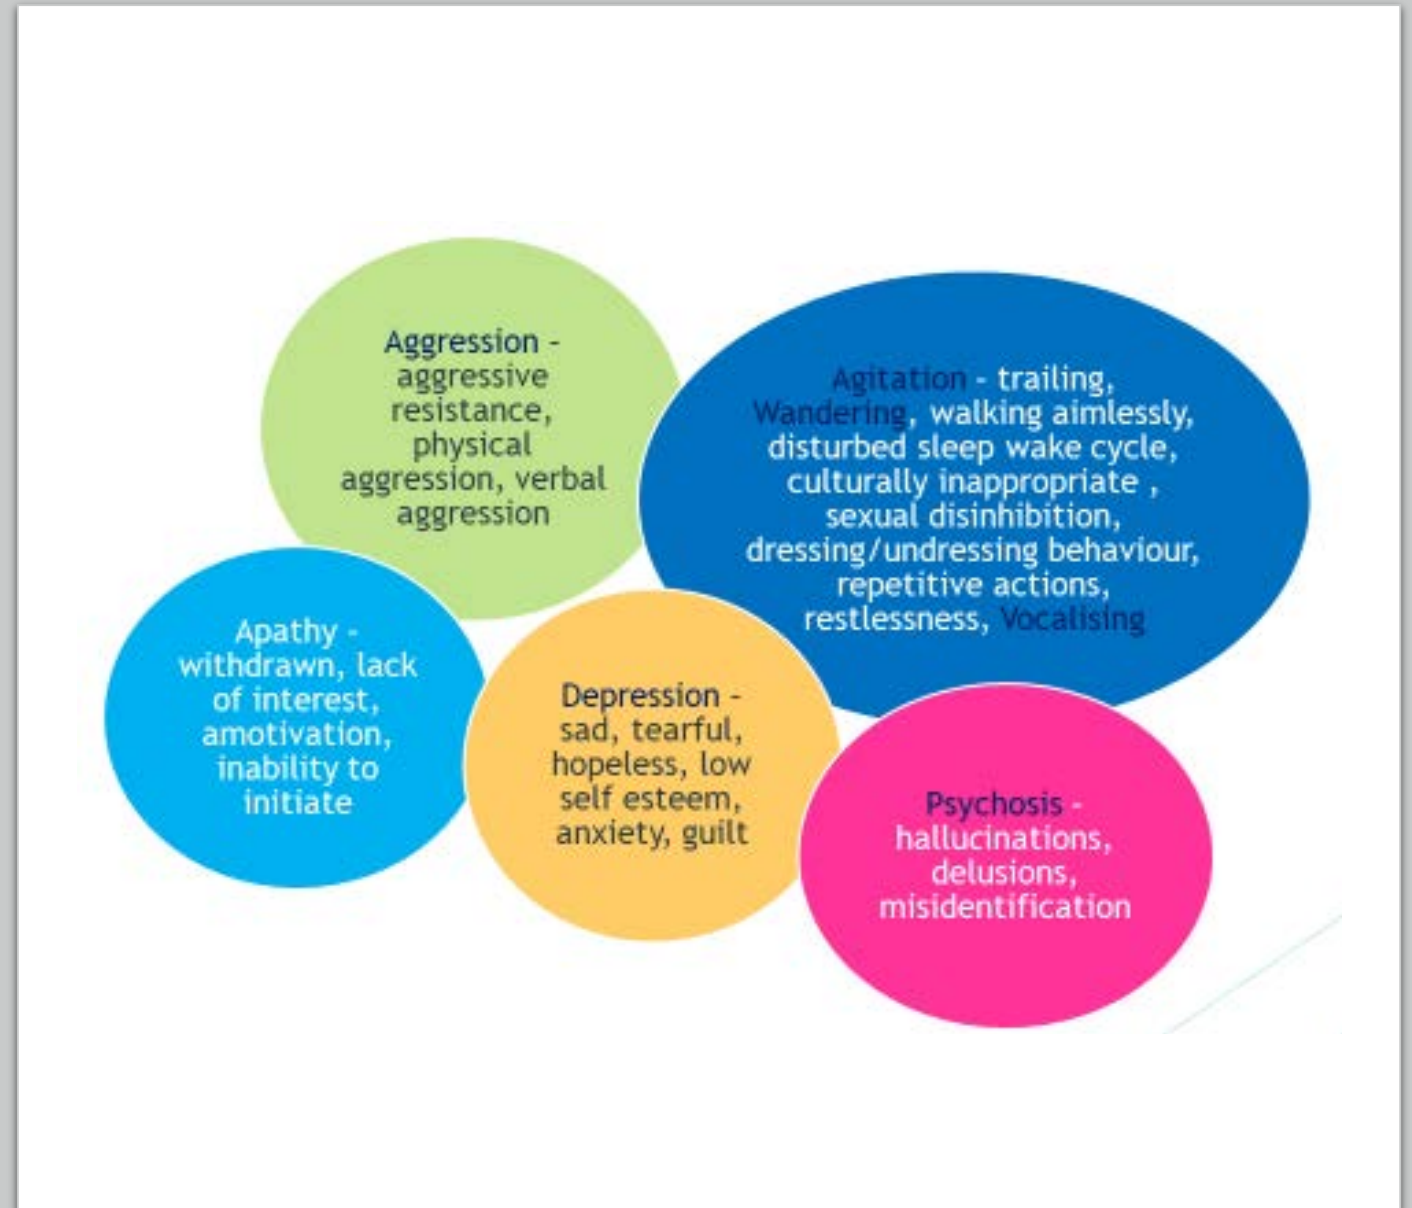 Aggression –
aggressive
resistance,
physical
aggression, verbal
aggression
Agitation – trailing,
Wandering, walking aimlessly,
disturbed sleep wake cycle,
culturally inappropriate ,
sexual disinhibition,
dressing/undressing behaviour,
repetitive actions,
restlessness, Vocalising
Apathy –
withdrawn, lack
of interest,
amotivation,
inability to
initiate
Depression –
sad, tearful,
hopeless, low
self esteem,
anxiety, guilt
Psychosis –
hallucinations,
delusions,
misidentification